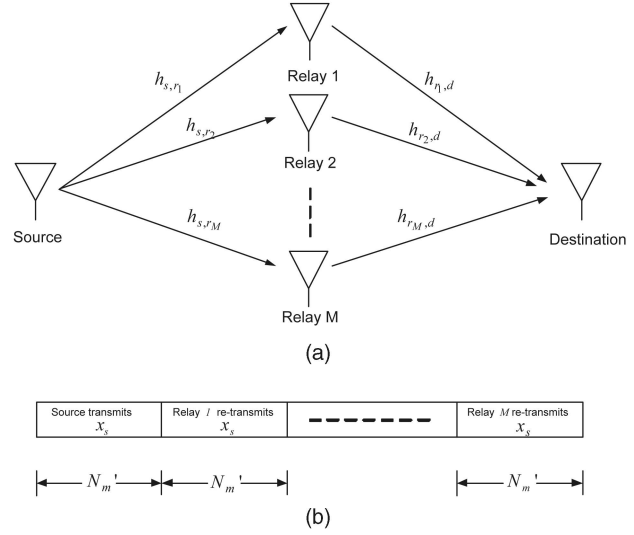 Relay 1
h_{s,r_1}
h_{r_1,d}
h_{s,r_2}
h_{r_2,d}
Relay 2
Source
h_{s,r_M}
h_{r_M,d}
Destination
Relay M
(a)
Source transmits
x_s
Relay 1 re-transmits
x_s
Relay M re-transmits
x_s
N_m'
N_m'
N_m'
(b)